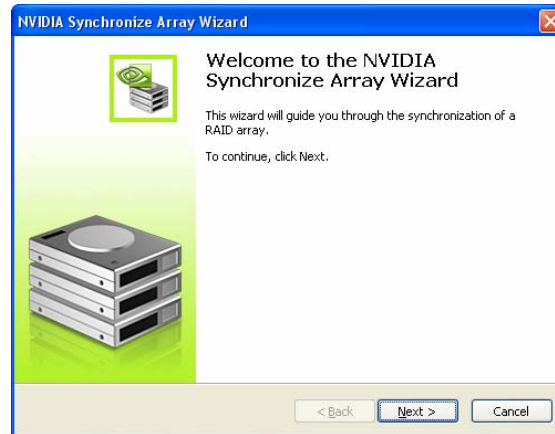 NVIDIA Synchronize Array Wizard
Welcome to the NVIDIA
Synchronize Array Wizard
This wizard will guide you through the synchronization of a
RAID array.
To continue, click Next.
< Back
Next >
Cancel